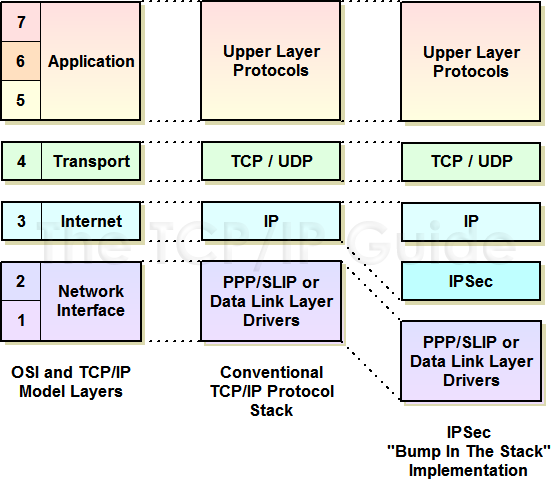 7
6
5
Application
Upper Layer
Protocols
Upper Layer
Protocols
4
Transport
TCP / UDP
TCP / UDP
3
Internet
IP
IP
The TCP/IP Guide
IPSec
2
1
Network
Interface
PPP/SLIP or
Data Link Layer
Drivers
PPP/SLIP or
Data Link Layer
Drivers
OSI and TCP/IP
Model Layers
Conventional
TCP/IP Protocol
Stack
IPSec
"Bump In The Stack"
Implementation